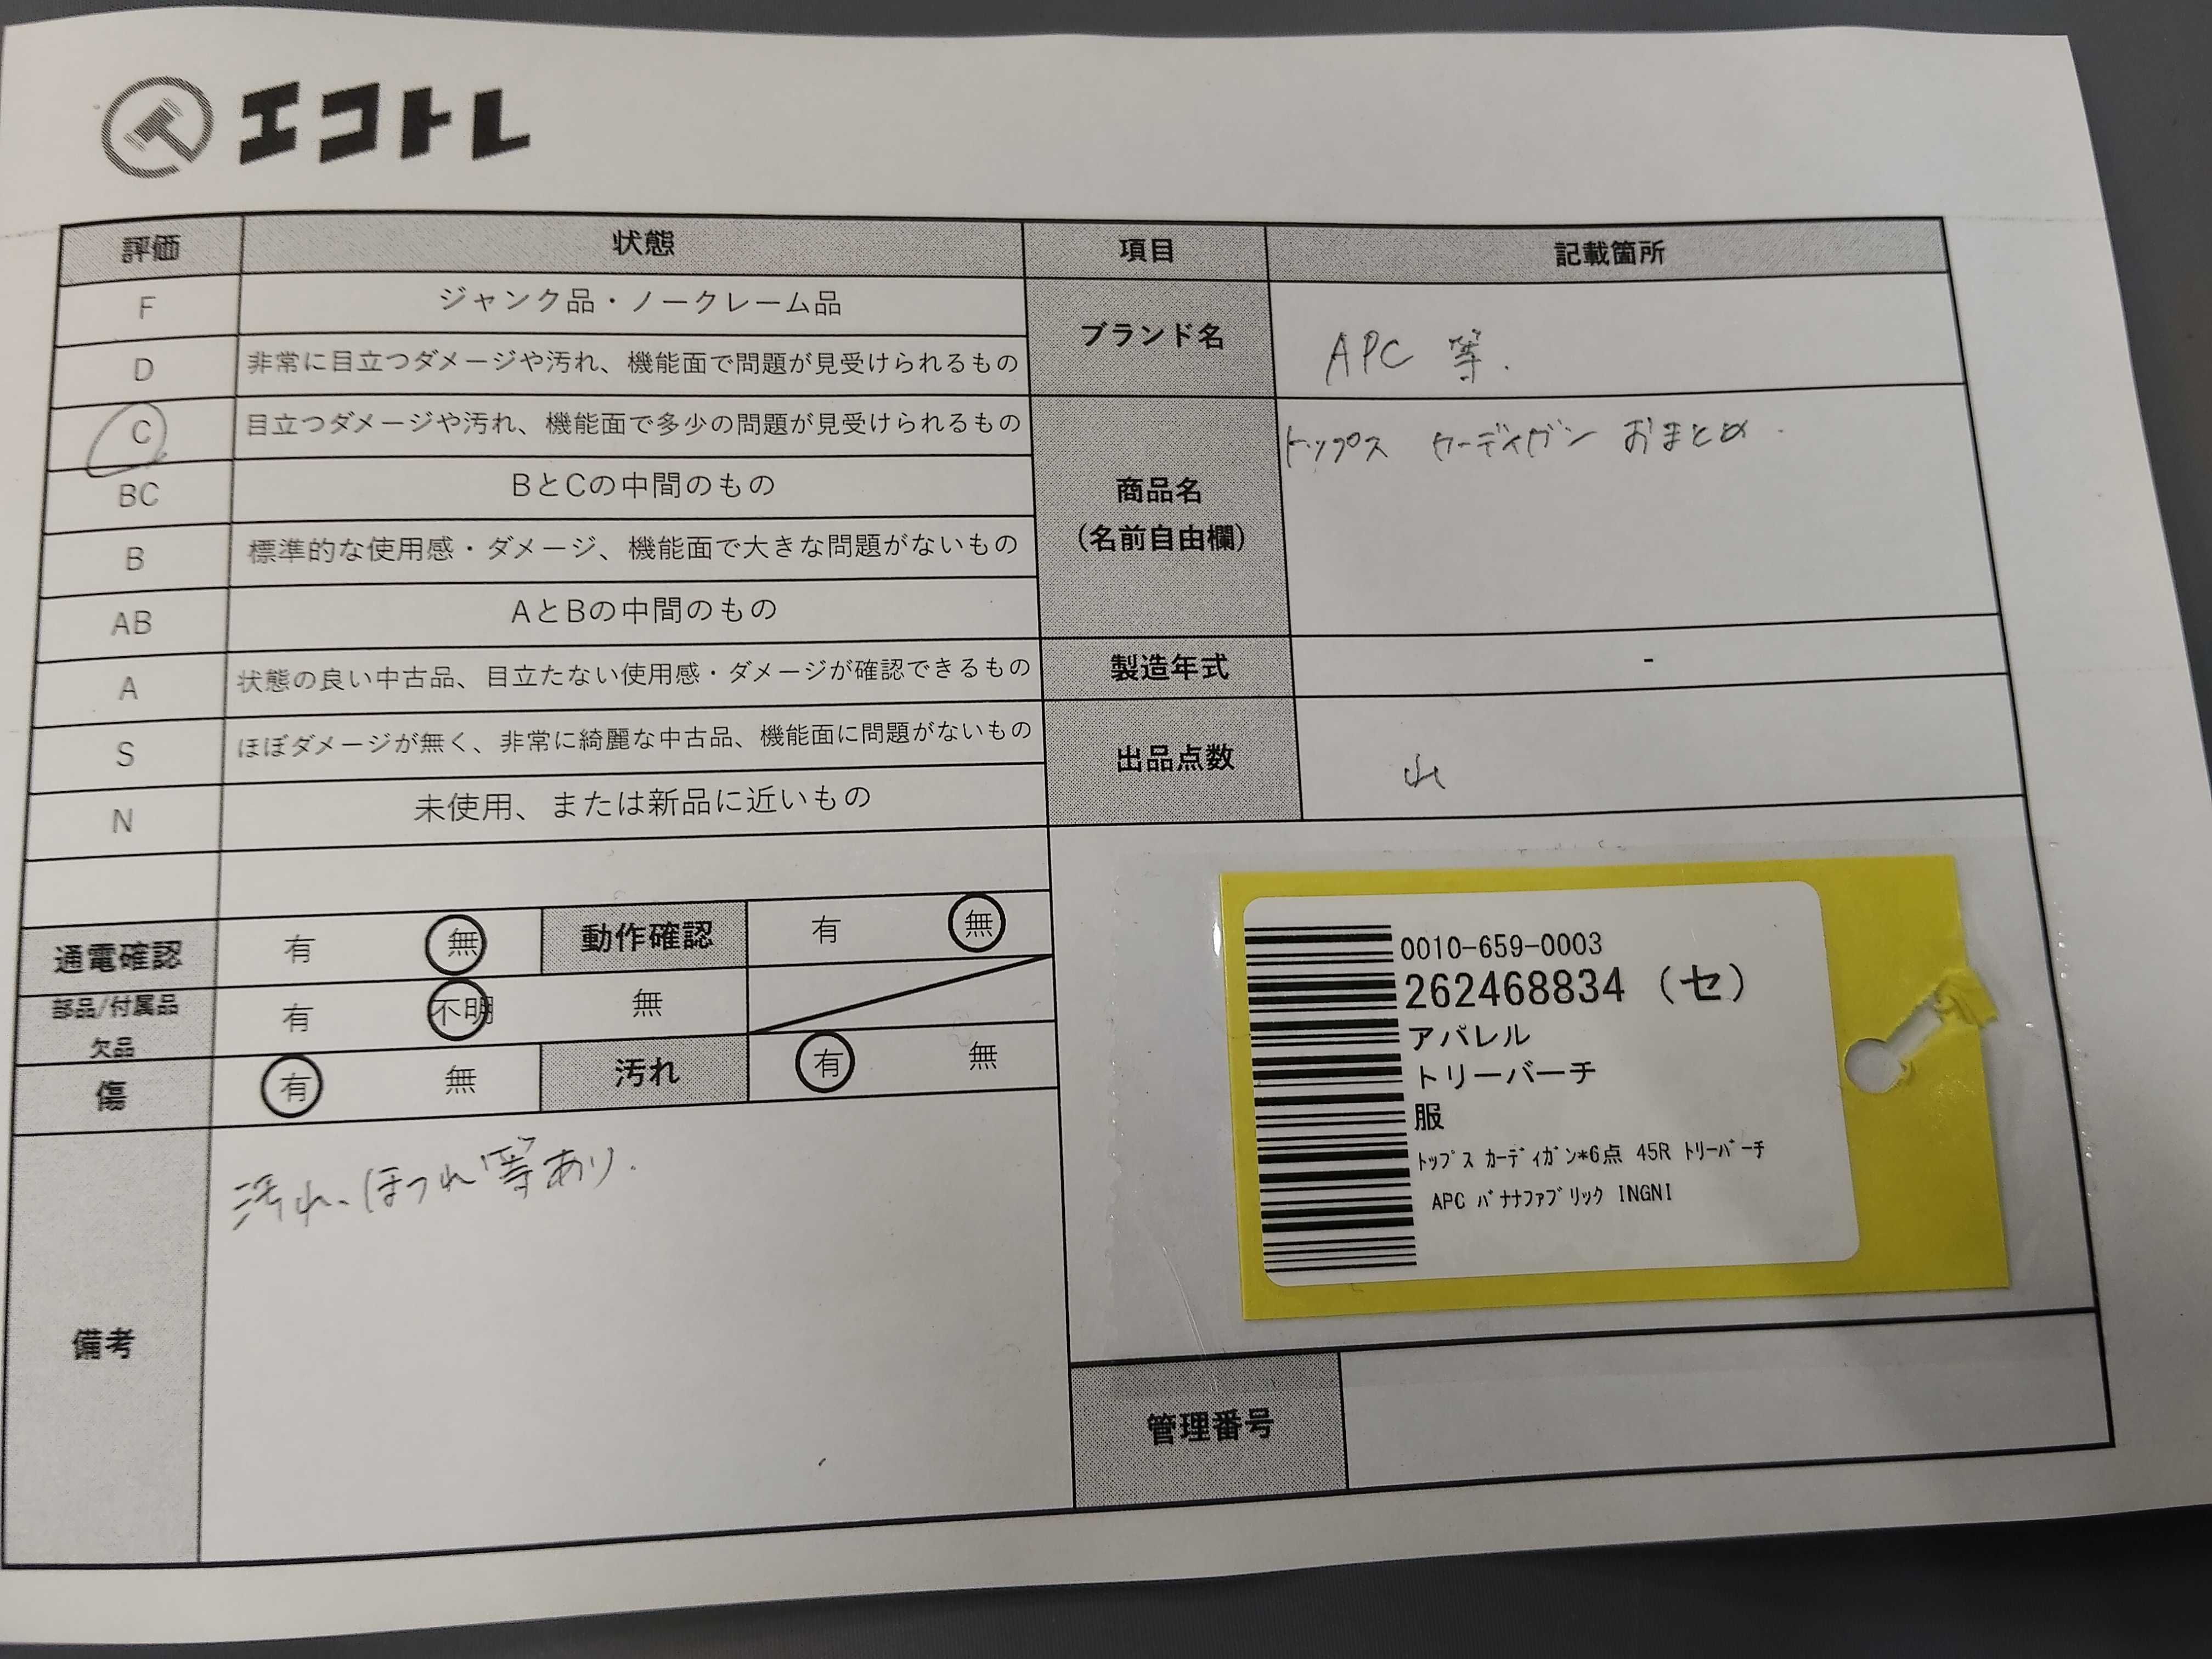 エコトレ
評価 状態 項目 記載箇所
F ジャンク品・ノークレーム品
D 非常に目立つダメージや汚れ、機能面で問題が見受けられるもの
C 目立つダメージや汚れ、機能面で多少の問題が見受けられるもの
BC BとCの中間のもの
B 標準的な使用感・ダメージ、機能面で大きな問題がないもの
AB AとBの中間のもの
A 状態の良い中古品、目立たない使用感・ダメージが確認できるもの
S ほぼダメージが無く、非常に綺麗な中古品、機能面に問題がないもの
N 未使用、または新品に近いもの
ブランド名 APC 等.
商品名
(名前自由欄)
トップス カーディガン おまとめ.
製造年式 -
出品点数
通電確認 有 無 動作確認 有 無
部品/付属品
欠品
有 不明 無
傷 有 無 汚れ 有 無
備考
汚れ、ほつれ等あり.
0010-659-0003
262468834 (セ)
アパレル
トリーバーチ
服
トップス カーディガン*6点 45R トリーバーチ
APC バナナファブリック INGNI
管理番号